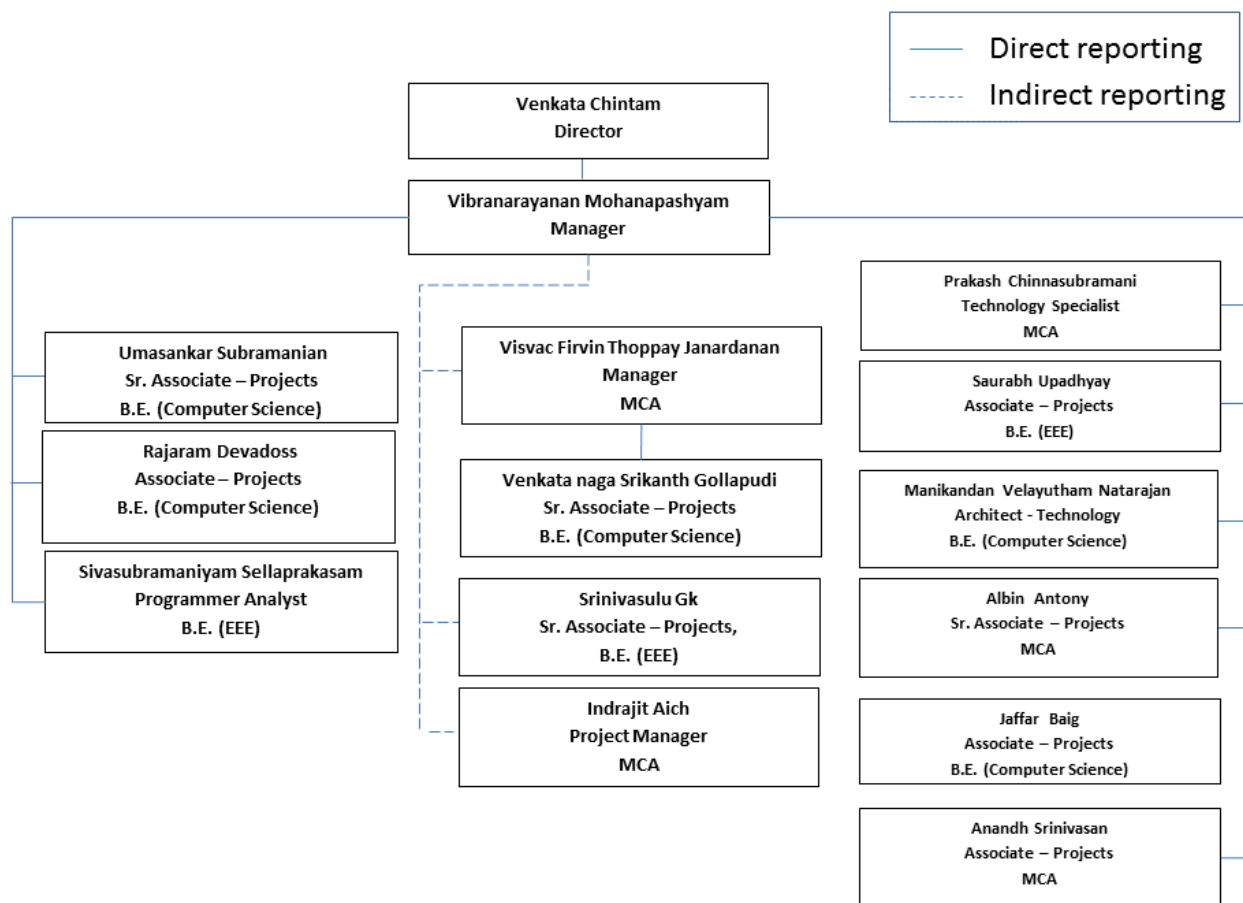 Direct reporting
Indirect reporting
Venkata Chintam
Director
Vibranarayanan Mohanapashyam
Manager
Umasankar Subramanian
Sr. Associate – Projects
B.E. (Computer Science)
Rajaram Devadoss
Associate – Projects
B.E. (Computer Science)
Sivasubramaniyam Sellaprakasam
Programmer Analyst
B.E. (EEE)
Visvac Firvin Thoppay Janardanan
Manager
MCA
Venkata naga Srikanth Gollapudi
Sr. Associate – Projects
B.E. (Computer Science)
Srinivasulu Gk
Sr. Associate – Projects,
B.E. (EEE)
Indrajit Aich
Project Manager
MCA
Prakash Chinnasubramani
Technology Specialist
MCA
Saurabh Upadhyay
Associate – Projects
B.E. (EEE)
Manikandan Velayutham Natarajan
Architect - Technology
B.E. (Computer Science)
Albin Antony
Sr. Associate – Projects
MCA
Jaffar Baig
Associate – Projects
B.E. (Computer Science)
Anandh Srinivasan
Associate – Projects
MCA